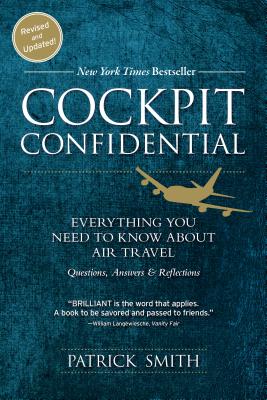 Revised
and
Updated!
New York Times Bestseller
COCKPIT
CONFIDENTIAL
EVERYTHING YOU
NEED TO KNOW ABOUT
AIR TRAVEL
Questions, Answers & Reflections
"BRILLIANT is the word that applies.
A book to be savored and passed to friends."
—William Langewiesche, Vanity Fair
PATRICK SMITH